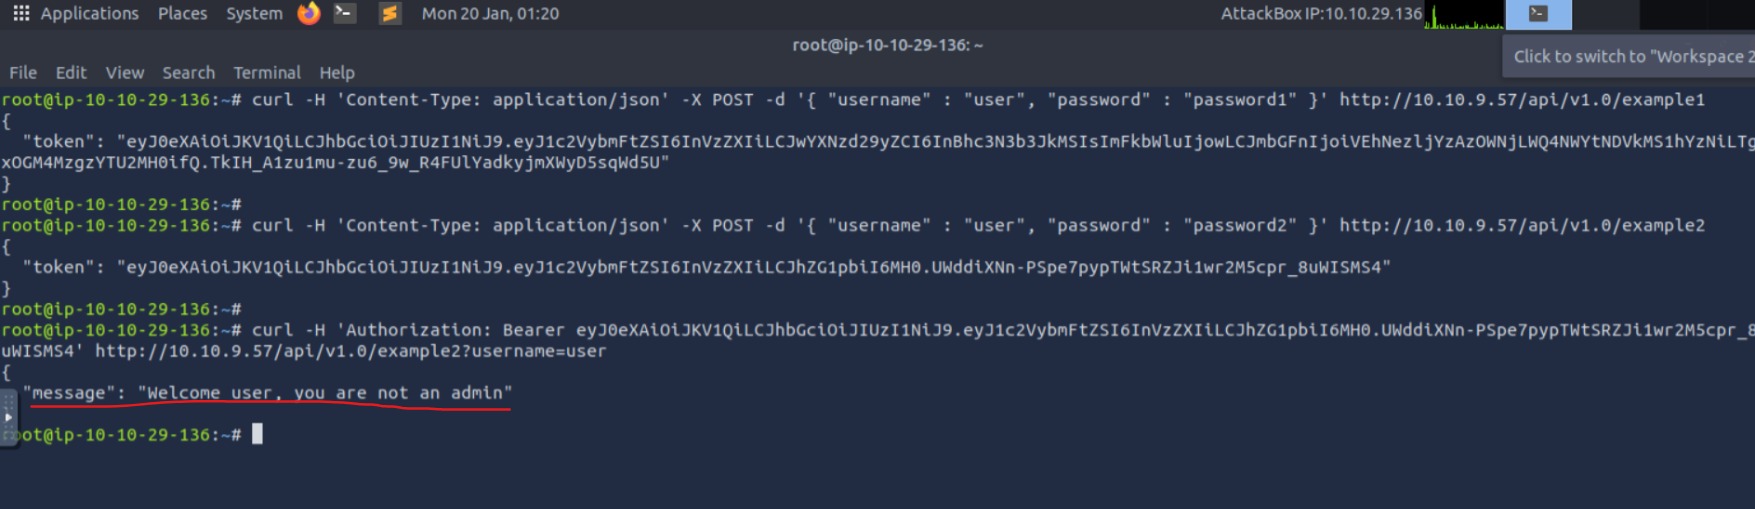 Applications Places System Mon 20 Jan, 01:20 AttackBox IP:10.10.29.136
root@ip-10-10-29-136: ~
Click to switch to "Workspace 2
File Edit View Search Terminal Help
root@ip-10-10-29-136:~# curl -H 'Content-Type: application/json' -X POST -d '{ "username" : "user", "password" : "password1" }' http://10.10.9.57/api/v1.0/example1
{
"token": "eyJ0eXAiOiJKV1QiLCJhbGciOiJIUzI1NiJ9.eyJ1c2VybmFtZSI6InVzZXIiLCJwYXNzd29yZCI6InBhc3N3b3JkMSIsImFkbWluIjowLCJmbGFnIjoiVEhNezljYzAzOWNjLWQ4NWYtNDVkMS1hYzNiLTg
xOGM4MzgzYTU2MH0ifQ.TkIH_A1zu1mu-zu6_9w_R4FUlYadkyjmXWyD5sqWd5U"
}
root@ip-10-10-29-136:~#
root@ip-10-10-29-136:~# curl -H 'Content-Type: application/json' -X POST -d '{ "username" : "user", "password" : "password2" }' http://10.10.9.57/api/v1.0/example2
{
"token": "eyJ0eXAiOiJKV1QiLCJhbGciOiJIUzI1NiJ9.eyJ1c2VybmFtZSI6InVzZXIiLCJhZG1pbiI6MH0.UWddiXNn-PSpe7pypTWtSRZJi1wr2M5cpr_8uWISMS4"
}
root@ip-10-10-29-136:~#
root@ip-10-10-29-136:~# curl -H 'Authorization: Bearer eyJ0eXAiOiJKV1QiLCJhbGciOiJIUzI1NiJ9.eyJ1c2VybmFtZSI6InVzZXIiLCJhZG1pbiI6MH0.UWddiXNn-PSpe7pypTWtSRZJi1wr2M5cpr_8
uWISMS4' http://10.10.9.57/api/v1.0/example2?username=user
{
"message": "Welcome user, you are not an admin"
root@ip-10-10-29-136:~#